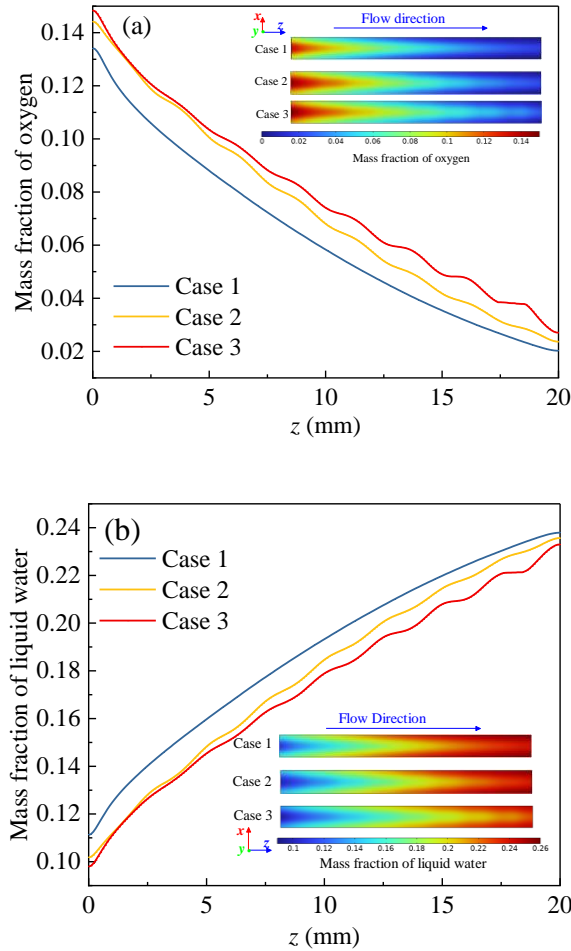 (a)
x
y
z
Flow direction
Case 1
Case 2
Case 3
0 0.02 0.04 0.06 0.08 0.1 0.12 0.14
Mass fraction of oxygen
0.14
0.12
0.10
0.08
0.06
0.04
0.02
Mass fraction of oxygen
Case 1
Case 2
Case 3
0 5 10 15 20
z (mm)
(b)
0.24
0.22
0.20
0.18
0.16
0.14
0.12
0.10
Mass fraction of liquid water
Case 1
Case 2
Case 3
Flow Direction
Case 1
Case 2
Case 3
x
y
z
0.1 0.12 0.14 0.16 0.18 0.2 0.22 0.24 0.26
Mass fraction of liquid water
0 5 10 15 20
z (mm)